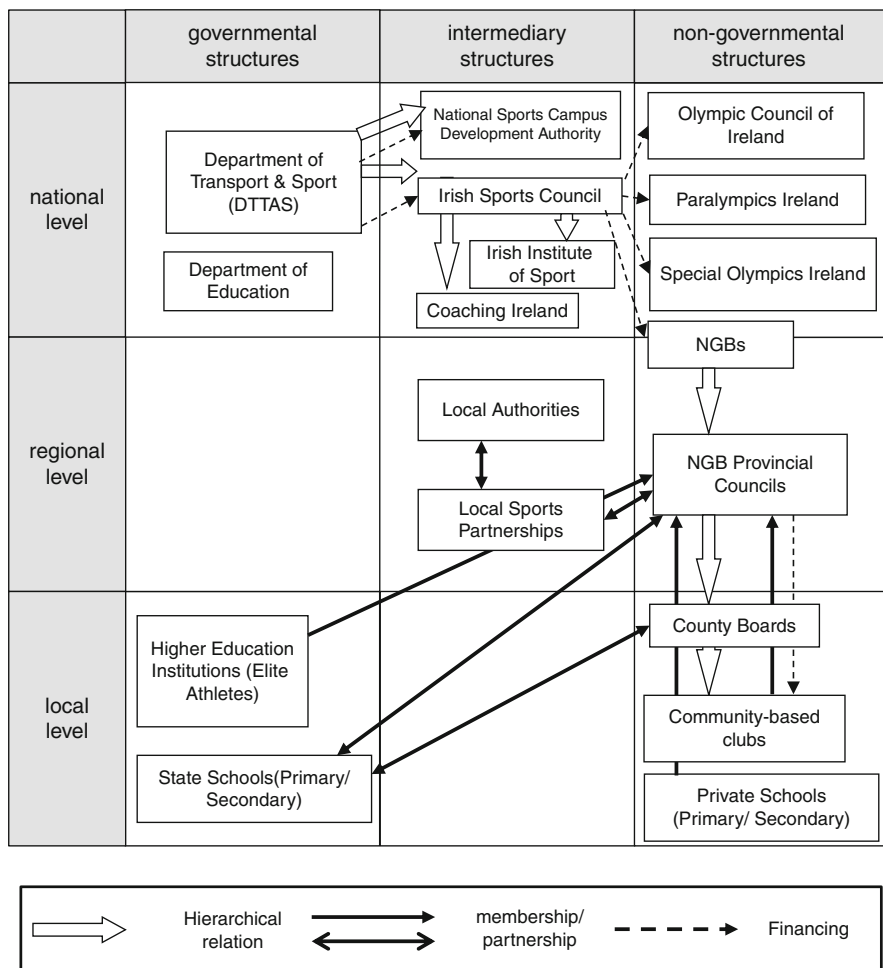 governmental
structures
intermediary
structures
non-governmental
structures
national
level
Department of
Transport & Sport
(DTTAS)
Department of
Education
National Sports Campus
Development Authority
Irish Sports Council
Irish Institute
of Sport
Coaching Ireland
Olympic Council of
Ireland
Paralympics Ireland
Special Olympics Ireland
NGBs
regional
level
Local Authorities
Local Sports
Partnerships
NGB Provincial
Councils
local
level
Higher Education
Institutions (Elite
Athletes)
State Schools(Primary/
Secondary)
County Boards
Community-based
clubs
Private Schools
(Primary/ Secondary)
Hierarchical
relation
membership/
partnership
Financing